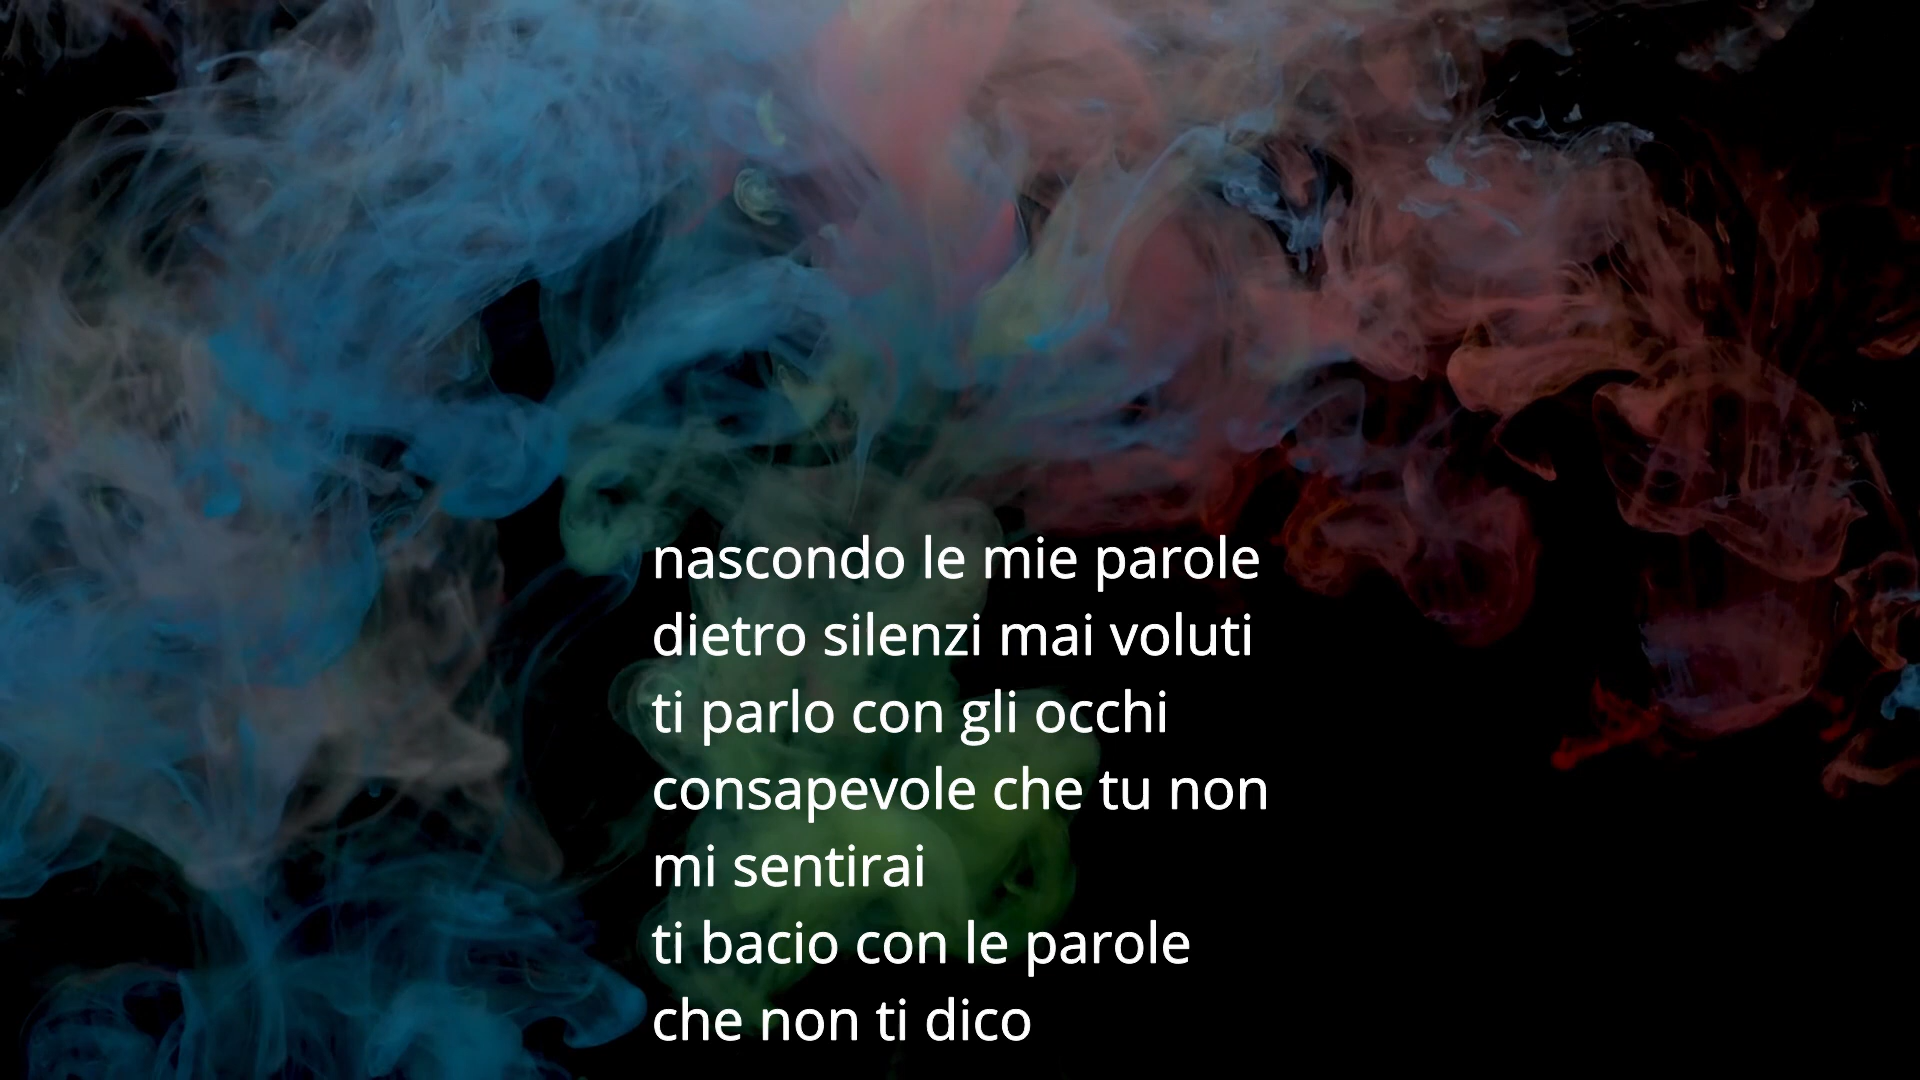 nascondo le mie parole
dietro silenzi mai voluti
ti parlo con gli occhi
consapevole che tu non
mi sentirai
ti bacio con le parole
che non ti dico